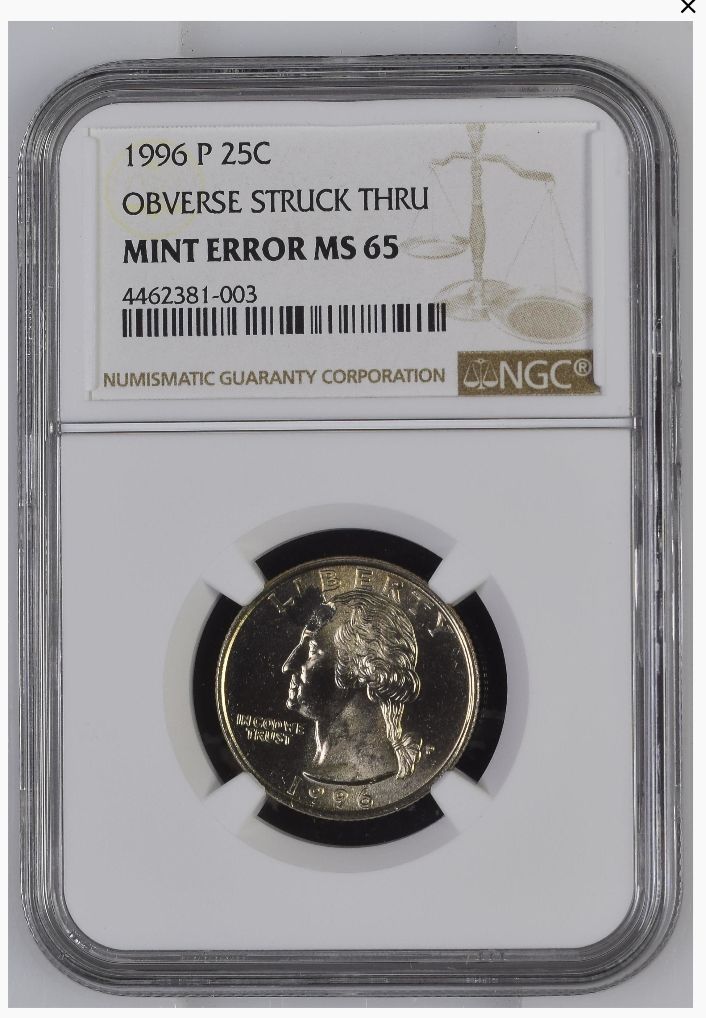 1996 P 25C
OBVERSE STRUCK THRU
MINT ERROR MS 65
4462381-003
NUMISMATIC GUARANTY CORPORATION
NGC®
LIBERTY
IN GOD WE
TRUST
P
1996